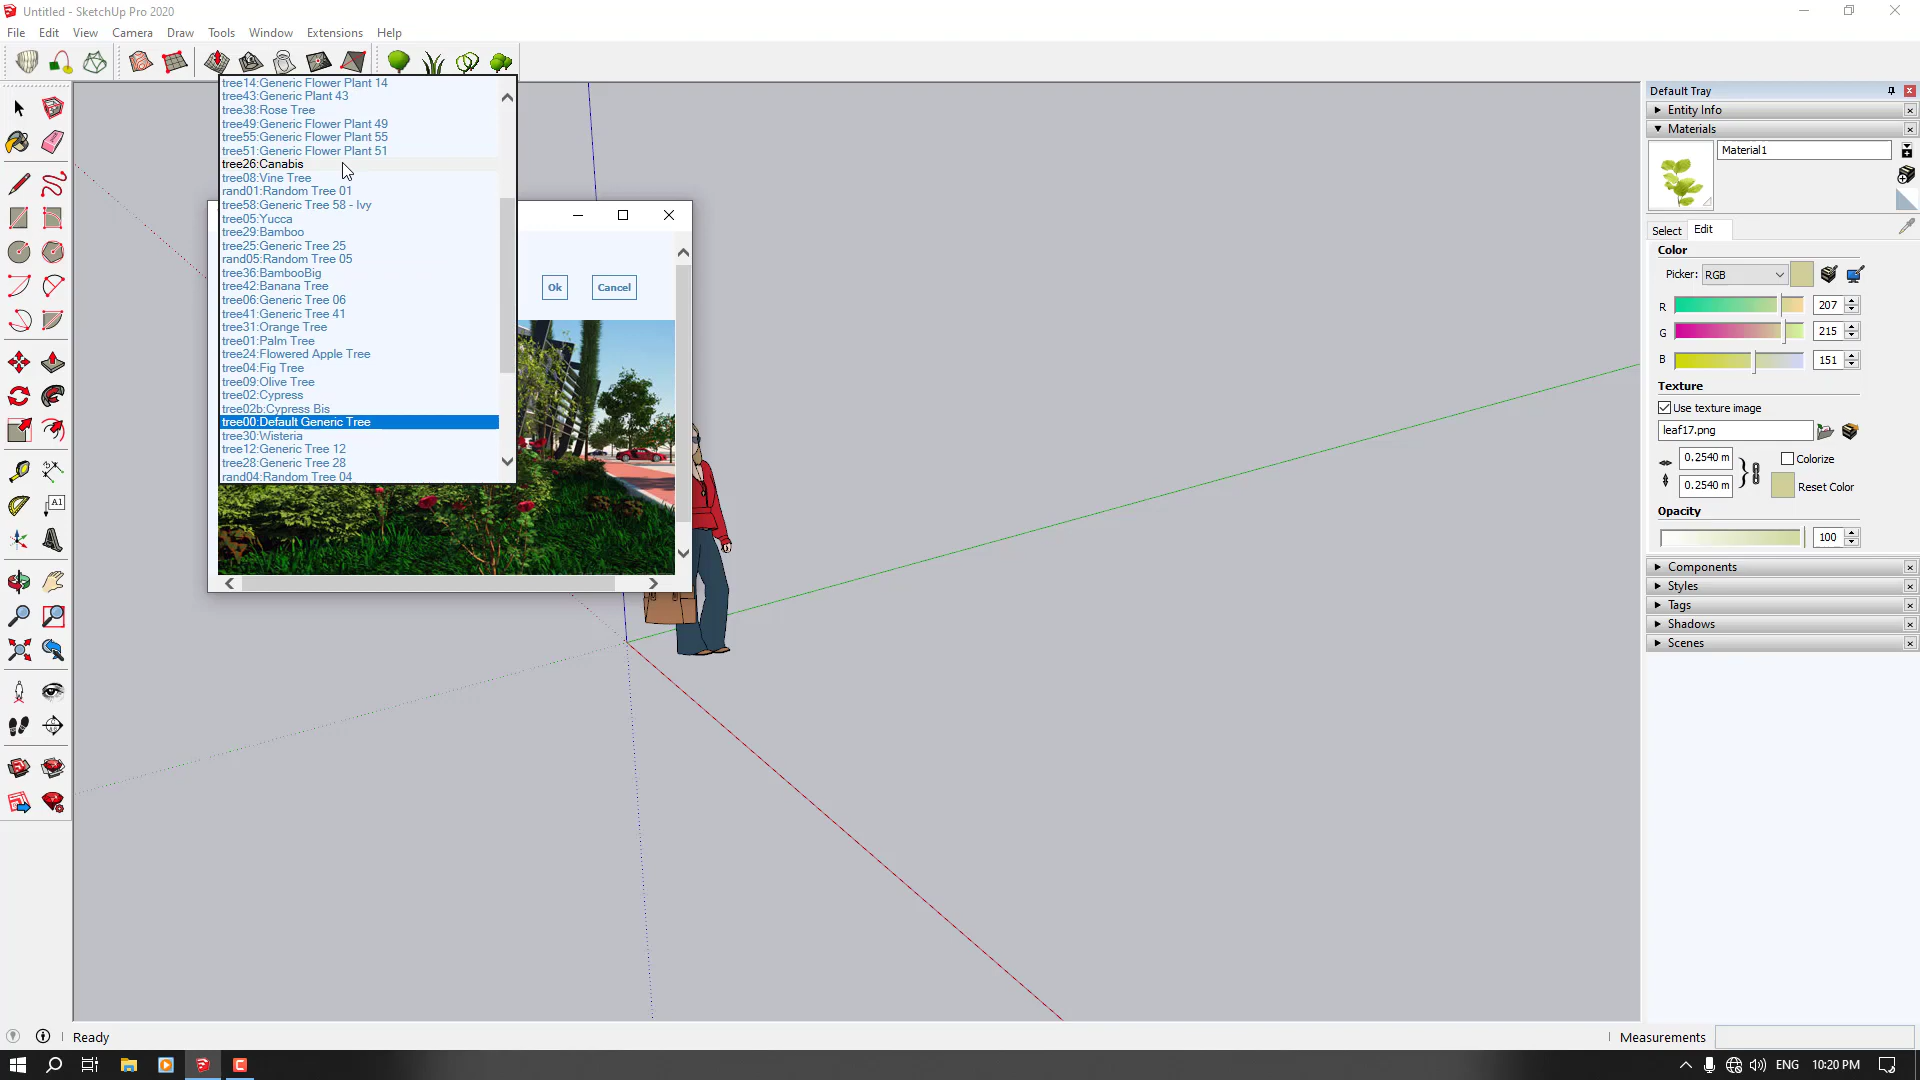 Untitled - SketchUp Pro 2020
File Edit View Camera Draw Tools Window Extensions Help
tree14:Generic Flower Plant 14
tree43:Generic Plant 43
tree38:Rose Tree
tree49:Generic Flower Plant 49
tree55:Generic Flower Plant 55
tree51:Generic Flower Plant 51
tree26:Canabis
tree08:Vine Tree
rand01:Random Tree 01
tree58:Generic Tree 58 - Ivy
tree05:Yucca
tree29:Bamboo
tree25:Generic Tree 25
rand05:Random Tree 05
tree36:BambooBig
tree42:Banana Tree
tree06:Generic Tree 06
tree41:Generic Tree 41
tree31:Orange Tree
tree01:Palm Tree
tree24:Flowered Apple Tree
tree04:Fig Tree
tree09:Olive Tree
tree02:Cypress
tree02b:Cypress Bis
tree00:Default Generic Tree
tree30:Wisteria
tree12:Generic Tree 12
tree28:Generic Tree 28
rand04:Random Tree 04
Ok Cancel
Default Tray
Entity Info
Materials
Material1
Select Edit
Color
Picker: RGB
R 207
G 215
B 151
Texture
Use texture image
leaf17.png
0.2540 m Colorize
0.2540 m Reset Color
Opacity
100
Components
Styles
Tags
Shadows
Scenes
A1
Ready
Measurements
ENG 10:20 PM